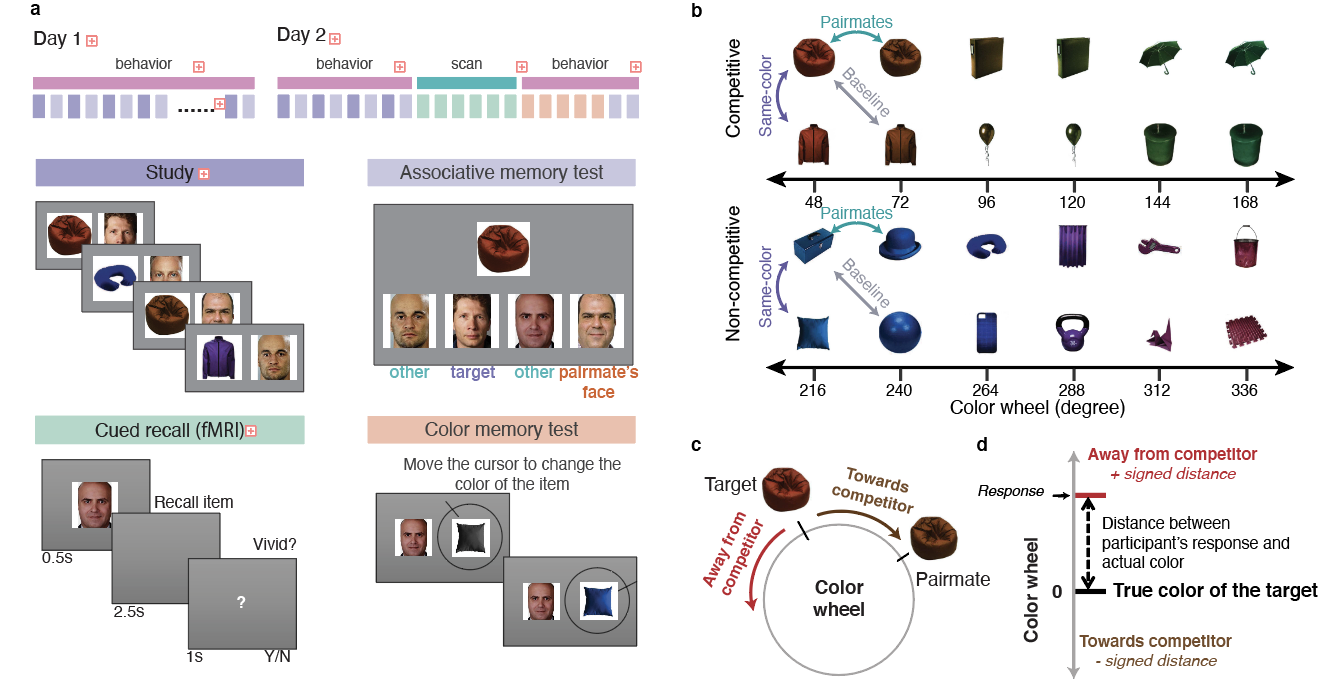 a
Day 1
Day 2
behavior
behavior
scan
behavior
Study
Associative memory test
other
target
other
pairmate's
face
Cued recall (fMRI)
Recall item
Vivid?
0.5s
2.5s
?
1s
Y/N
Color memory test
Move the cursor to change the
color of the item
b
Competitive
Pairmates
Same-color
Baseline
48
72
96
120
144
168
Non-competitive
Pairmates
Same-color
Baseline
216
240
264
288
312
336
Color wheel (degree)
c
Target
Towards
competitor
Away from
competitor
Pairmate
Color
wheel
d
Away from competitor
+ signed distance
Response
Distance between
participant's response and
actual color
Color wheel
0
True color of the target
Towards competitor
- signed distance